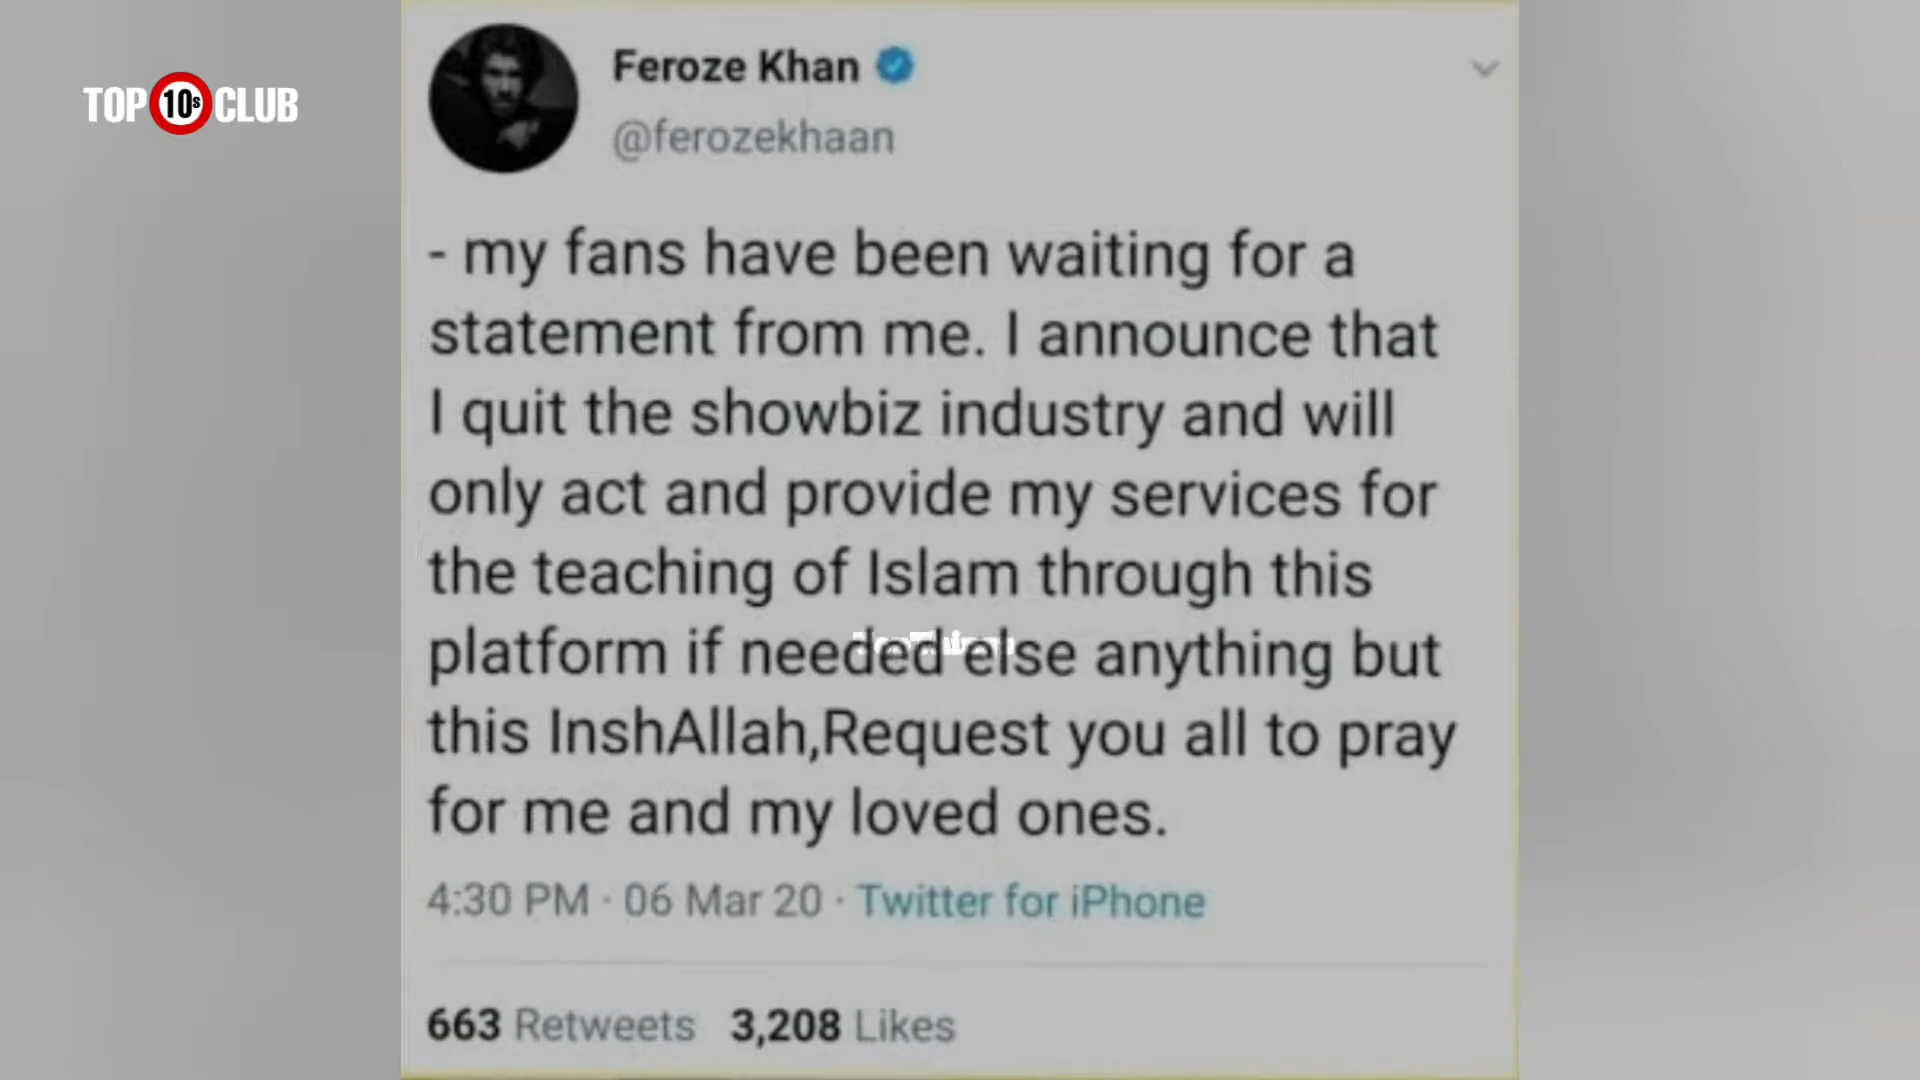 TOP 10s CLUB
Feroze Khan
@ferozekhaan
- my fans have been waiting for a
statement from me. I announce that
I quit the showbiz industry and will
only act and provide my services for
the teaching of Islam through this
platform if needed else anything but
this InshAllah,Request you all to pray
for me and my loved ones.
4:30 PM · 06 Mar 20 · Twitter for iPhone
663 Retweets 3,208 Likes